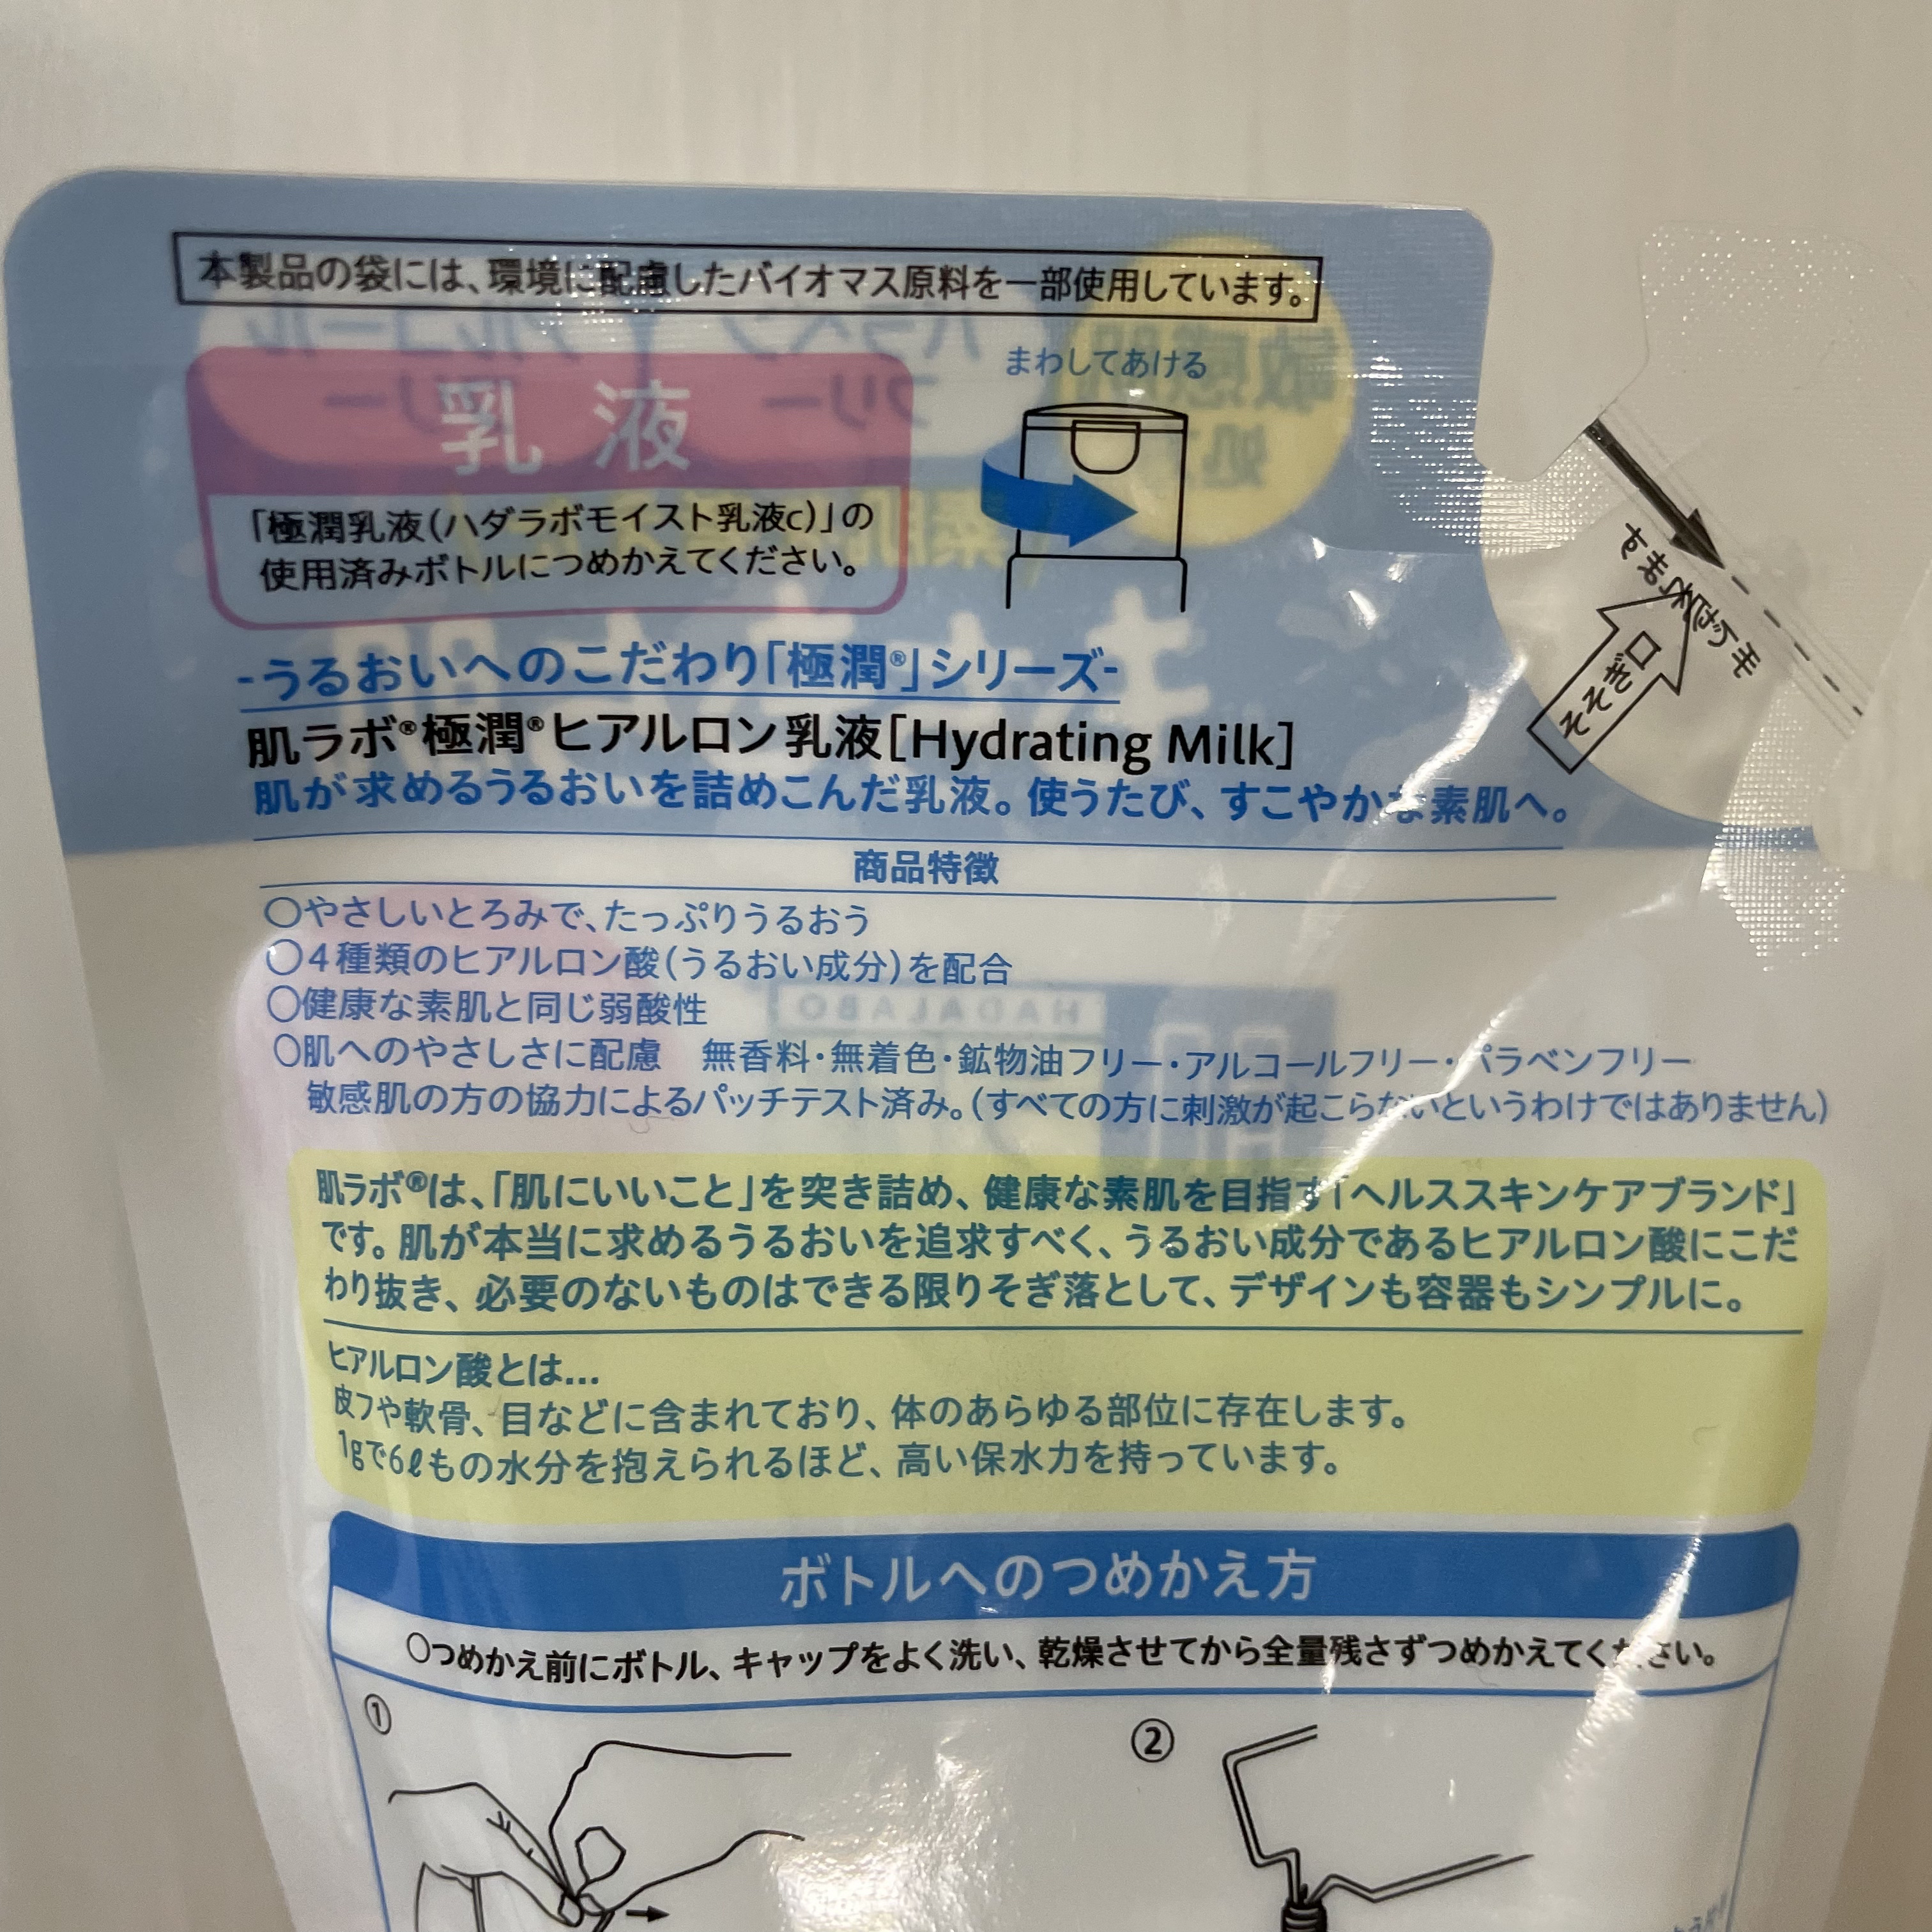 本製品の袋には、環境に配慮したバイオマス原料を一部使用しています。
乳液
「極潤乳液(ハダラボモイスト乳液c)」の
使用済みボトルにつめかえてください。
まわしてあける
そそぎ口
-うるおいへのこだわり「極潤®」シリーズ-
肌ラボ®極潤®ヒアルロン乳液[Hydrating Milk]
肌が求めるうるおいを詰めこんだ乳液。使うたび、すこやかな素肌へ。
商品特徴
○やさしいとろみで、たっぷりうるおう
○4種類のヒアルロン酸(うるおい成分)を配合
○健康な素肌と同じ弱酸性
○肌へのやさしさに配慮 無香料・無着色・鉱物油フリー・アルコールフリー・パラベンフリー
敏感肌の方の協力によるパッチテスト済み。(すべての方に刺激が起こらないというわけではありません)
肌ラボ®は、「肌にいいこと」を突き詰め、健康な素肌を目指す「ヘルススキンケアブランド」
です。肌が本当に求めるうるおいを追求すべく、うるおい成分であるヒアルロン酸にこだ
わり抜き、必要のないものはできる限りそぎ落として、デザインも容器もシンプルに。
ヒアルロン酸とは...
皮フや軟骨、目などに含まれており、体のあらゆる部位に存在します。
1gで6ℓもの水分を抱えられるほど、高い保水力を持っています。
ボトルへのつめかえ方
○つめかえ前にボトル、キャップをよく洗い、乾燥させてから全量残さずつめかえてください。
①
②